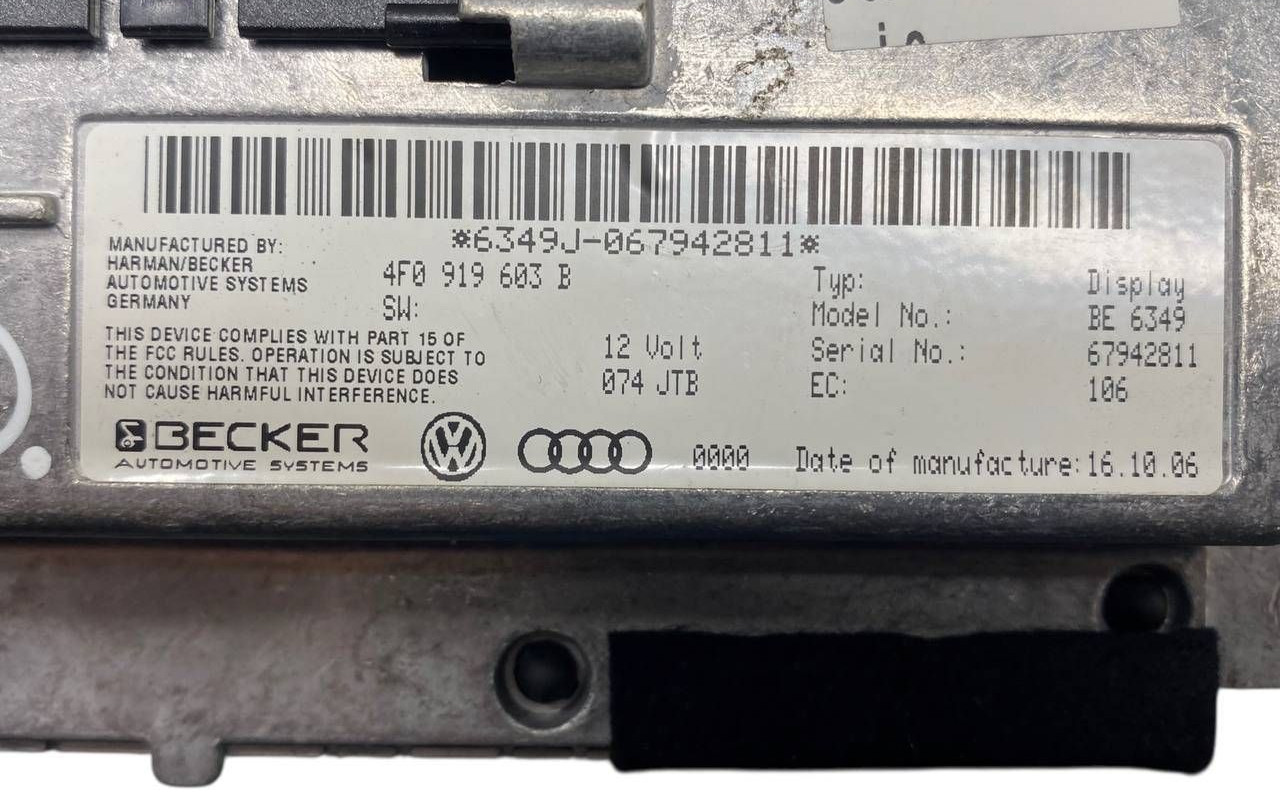 *6349J-067942811*
MANUFACTURED BY:
HARMAN/BECKER
AUTOMOTIVE SYSTEMS
GERMANY
4F0 919 603 B
SW:
THIS DEVICE COMPLIES WITH PART 15 OF
THE FCC RULES. OPERATION IS SUBJECT TO
THE CONDITION THAT THIS DEVICE DOES
NOT CAUSE HARMFUL INTERFERENCE.
12 Volt
074 JTB
Typ: Display
Model No.: BE 6349
Serial No.: 67942811
EC: 106
BECKER
AUTOMOTIVE SYSTEMS
VW
0000
Date of manufacture: 16.10.06